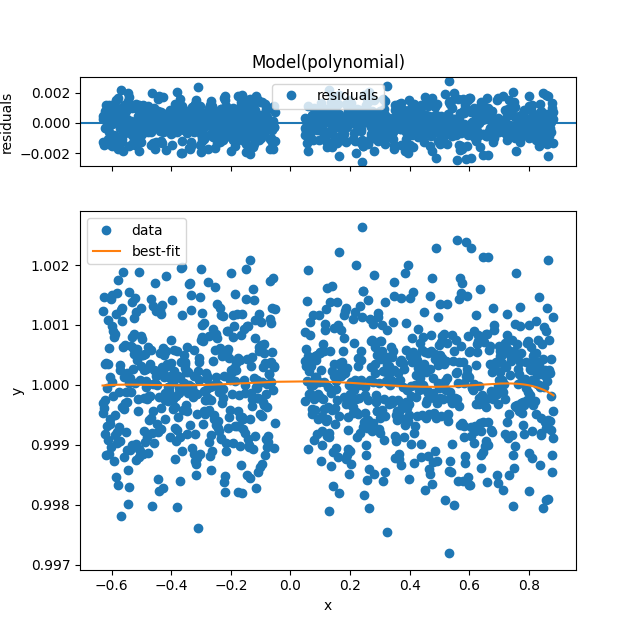 Model(polynomial)
residuals
0.002
0.000
−0.002
residuals
data
best-fit
y
1.002
1.001
1.000
0.999
0.998
0.997
−0.6 −0.4 −0.2 0.0 0.2 0.4 0.6 0.8
x